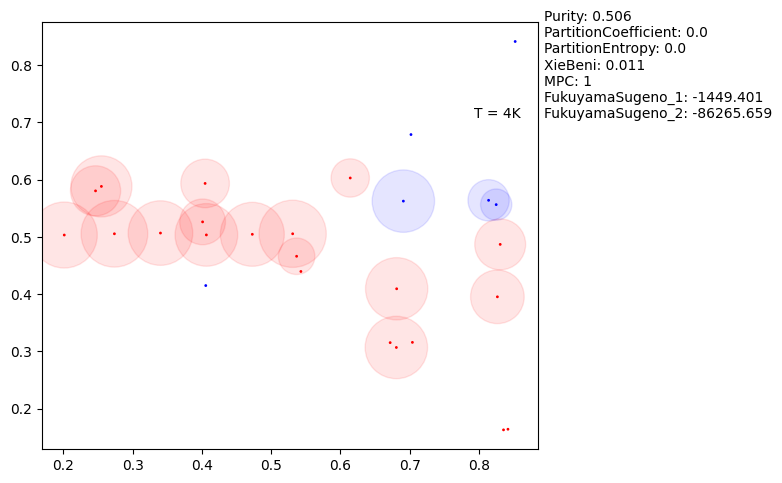 Purity: 0.506
PartitionCoefficient: 0.0
PartitionEntropy: 0.0
XieBeni: 0.011
MPC: 1
FukuyamaSugeno_1: -1449.401
FukuyamaSugeno_2: -86265.659
T = 4K
0.8
0.7
0.6
0.5
0.4
0.3
0.2
0.2 0.3 0.4 0.5 0.6 0.7 0.8